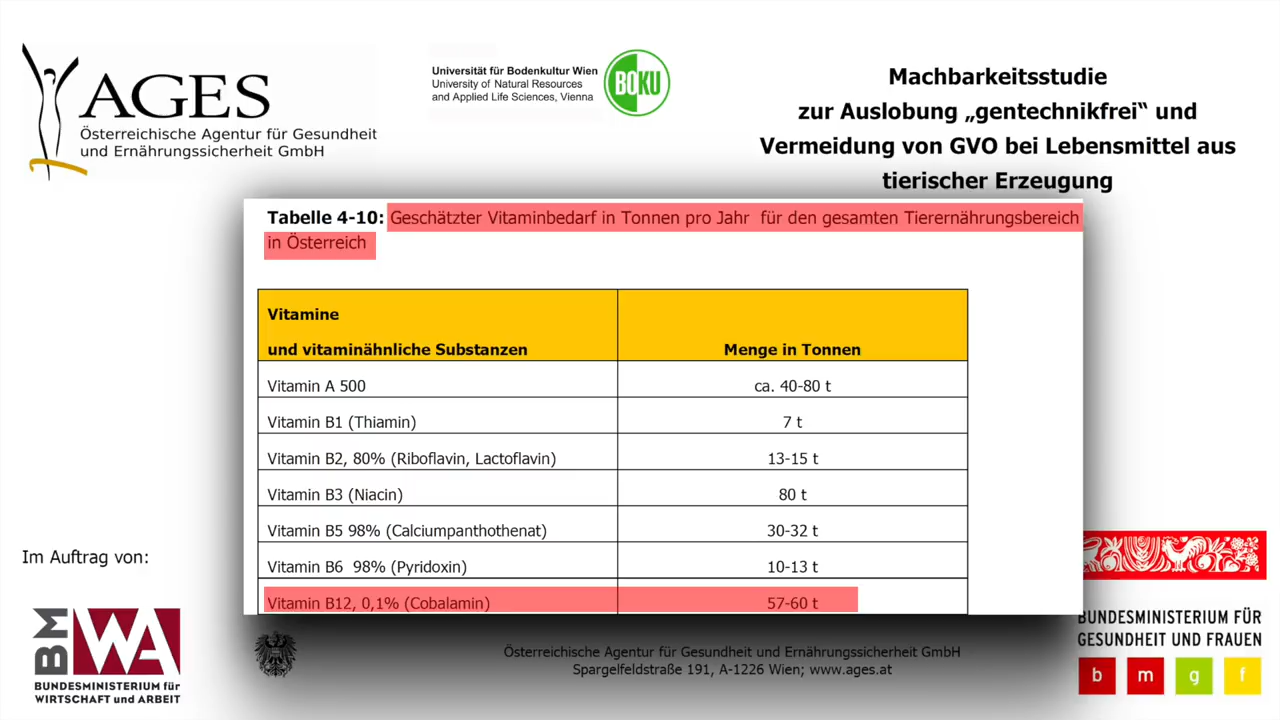 AGES
Österreichische Agentur für Gesundheit
und Ernährungssicherheit GmbH
Universität für Bodenkultur Wien
University of Natural Resources
and Applied Life Sciences, Vienna
BOKU
Machbarkeitsstudie
zur Auslobung „gentechnikfrei“ und
Vermeidung von GVO bei Lebensmittel aus
tierischer Erzeugung
Tabelle 4-10: Geschätzter Vitaminbedarf in Tonnen pro Jahr für den gesamten Tierernährungsbereich
in Österreich
Vitamine
und vitaminähnliche Substanzen Menge in Tonnen
Vitamin A 500 ca. 40-80 t
Vitamin B1 (Thiamin) 7 t
Vitamin B2, 80% (Riboflavin, Lactoflavin) 13-15 t
Vitamin B3 (Niacin) 80 t
Vitamin B5 98% (Calciumpanthothenat) 30-32 t
Vitamin B6 98% (Pyridoxin) 10-13 t
Vitamin B12, 0,1% (Cobalamin) 57-60 t
Im Auftrag von:
BMWA
BUNDESMINISTERIUM für
WIRTSCHAFT und ARBEIT
Österreichische Agentur für Gesundheit und Ernährungssicherheit GmbH
Spargelfeldstraße 191, A-1226 Wien; www.ages.at
BUNDESMINISTERIUM FÜR
GESUNDHEIT UND FRAUEN
b m g f